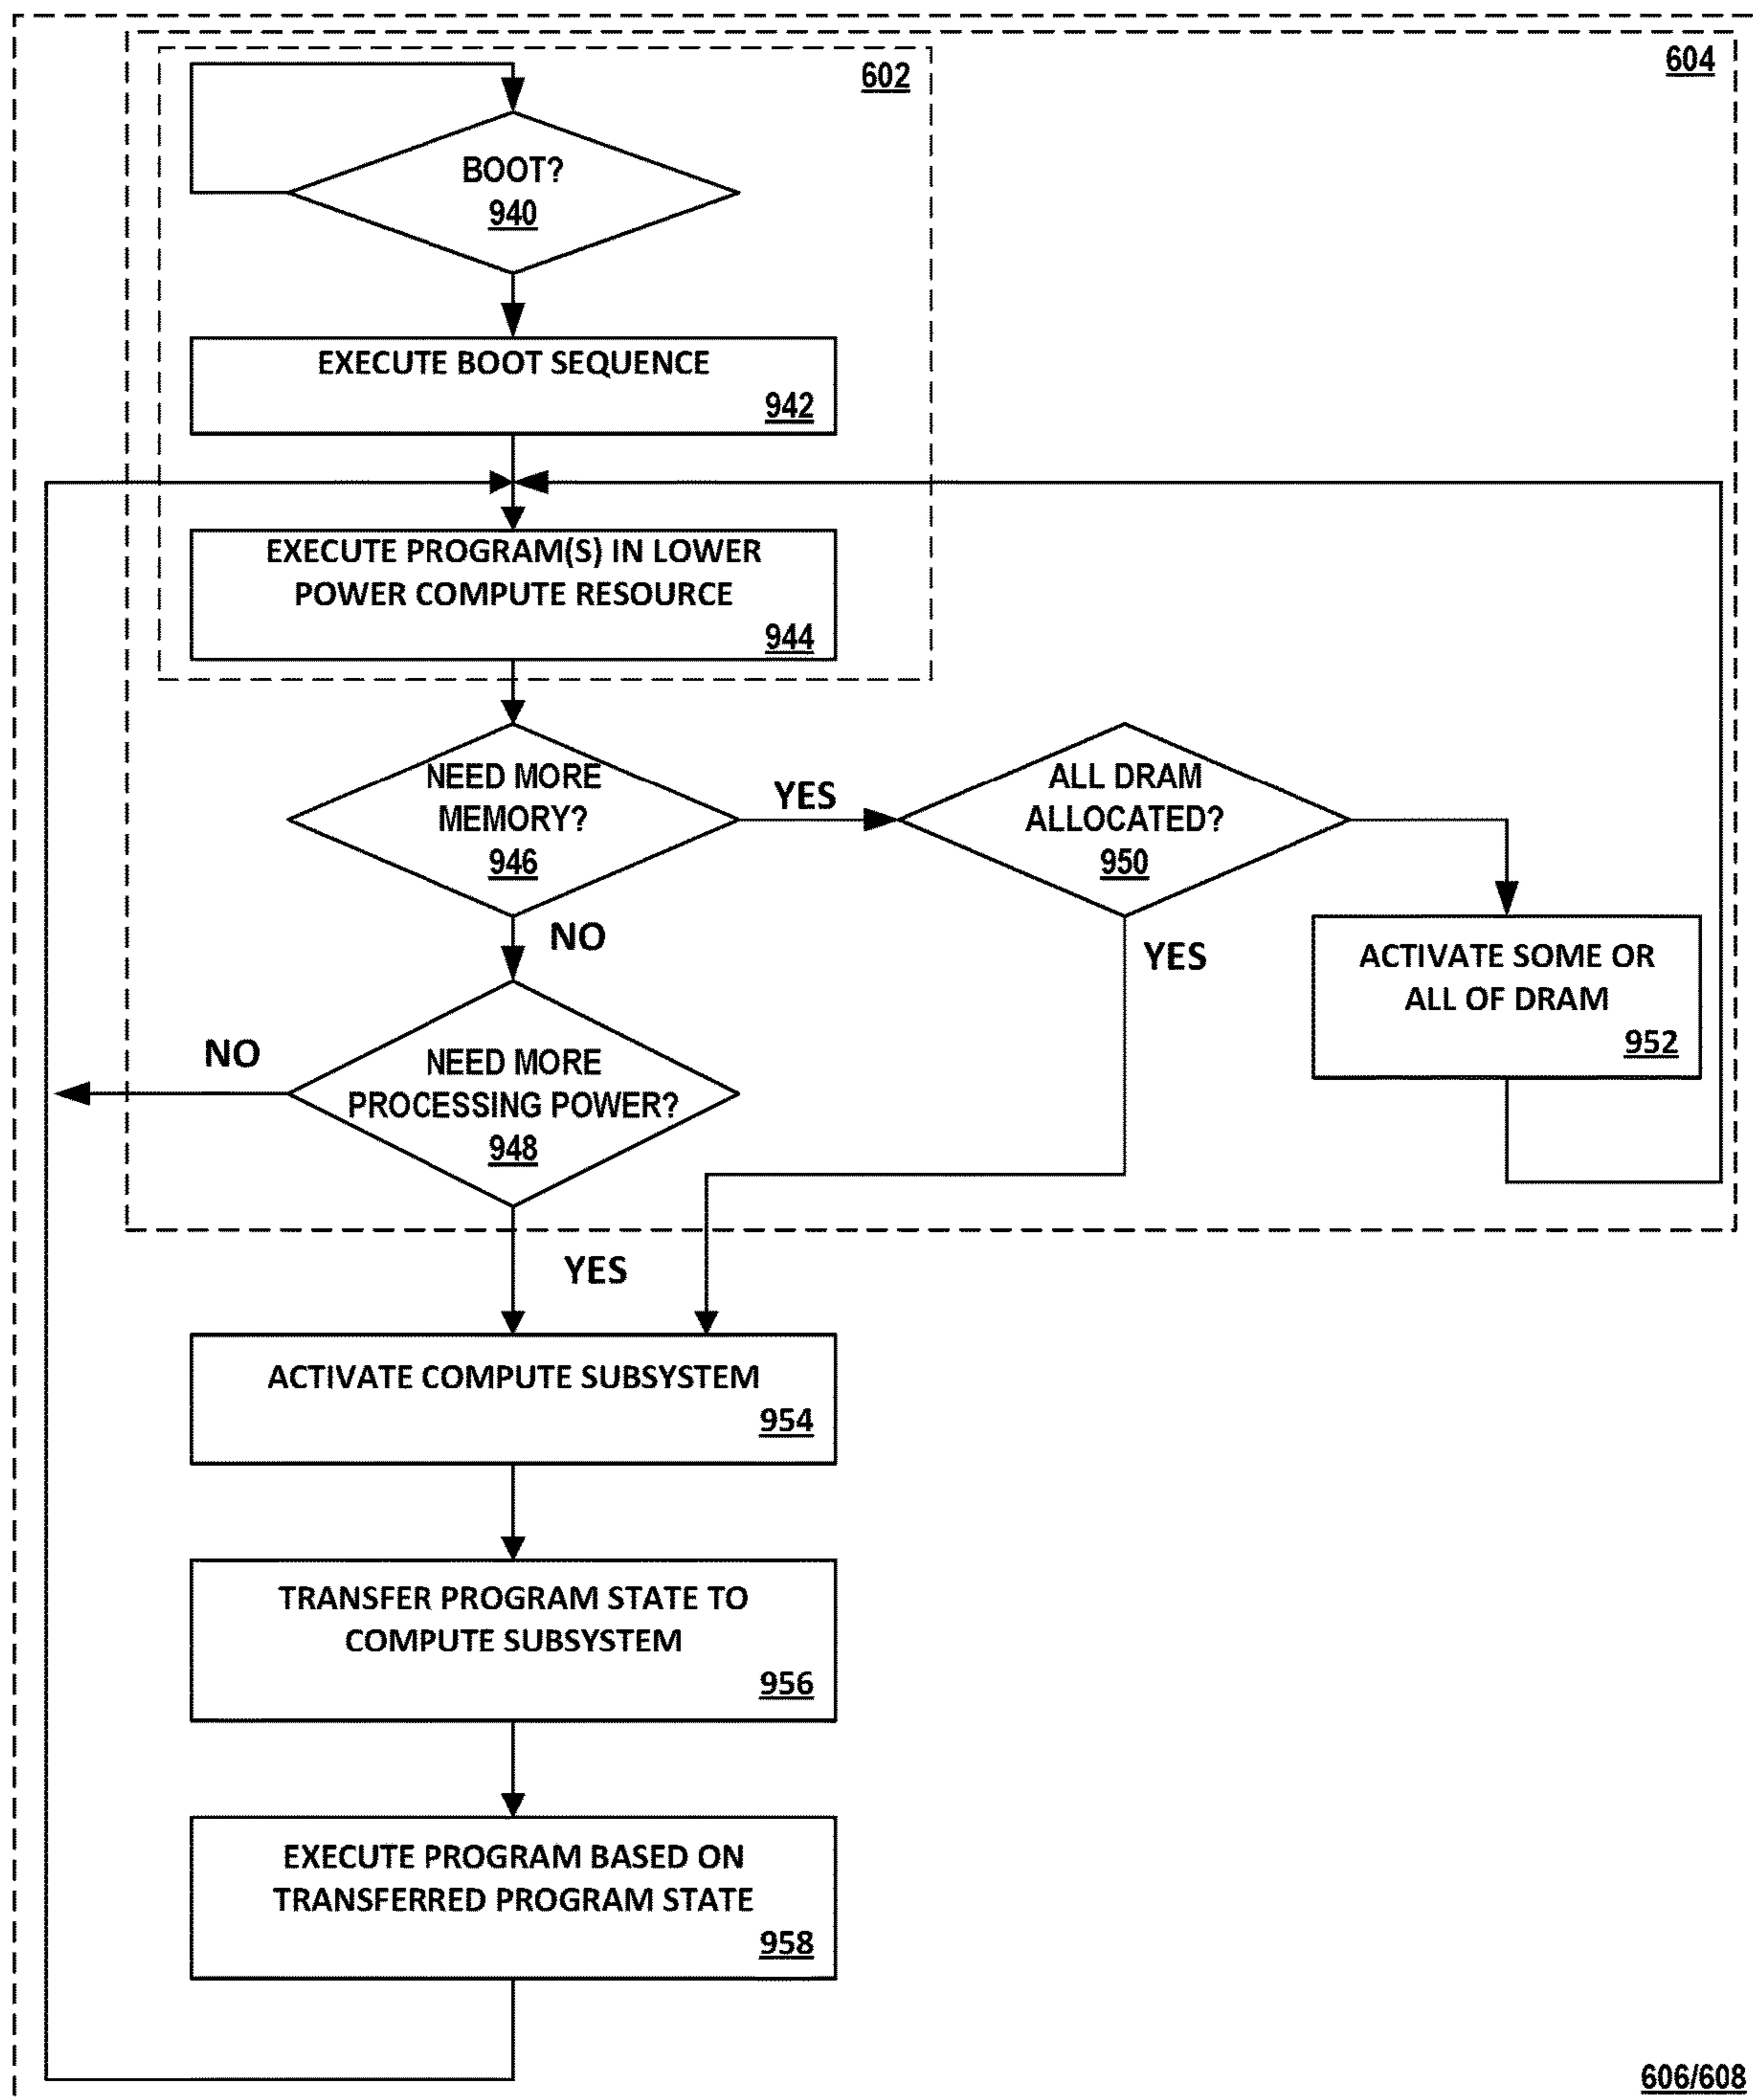 604
602
BOOT?
940
EXECUTE BOOT SEQUENCE
942
EXECUTE PROGRAM(S) IN LOWER
POWER COMPUTE RESOURCE
944
NEED MORE
MEMORY?
946
YES
ALL DRAM
ALLOCATED?
950
NO
YES
ACTIVATE SOME OR
ALL OF DRAM
952
NO
NEED MORE
PROCESSING POWER?
948
YES
ACTIVATE COMPUTE SUBSYSTEM
954
TRANSFER PROGRAM STATE TO
COMPUTE SUBSYSTEM
956
EXECUTE PROGRAM BASED ON
TRANSFERRED PROGRAM STATE
958
606/608